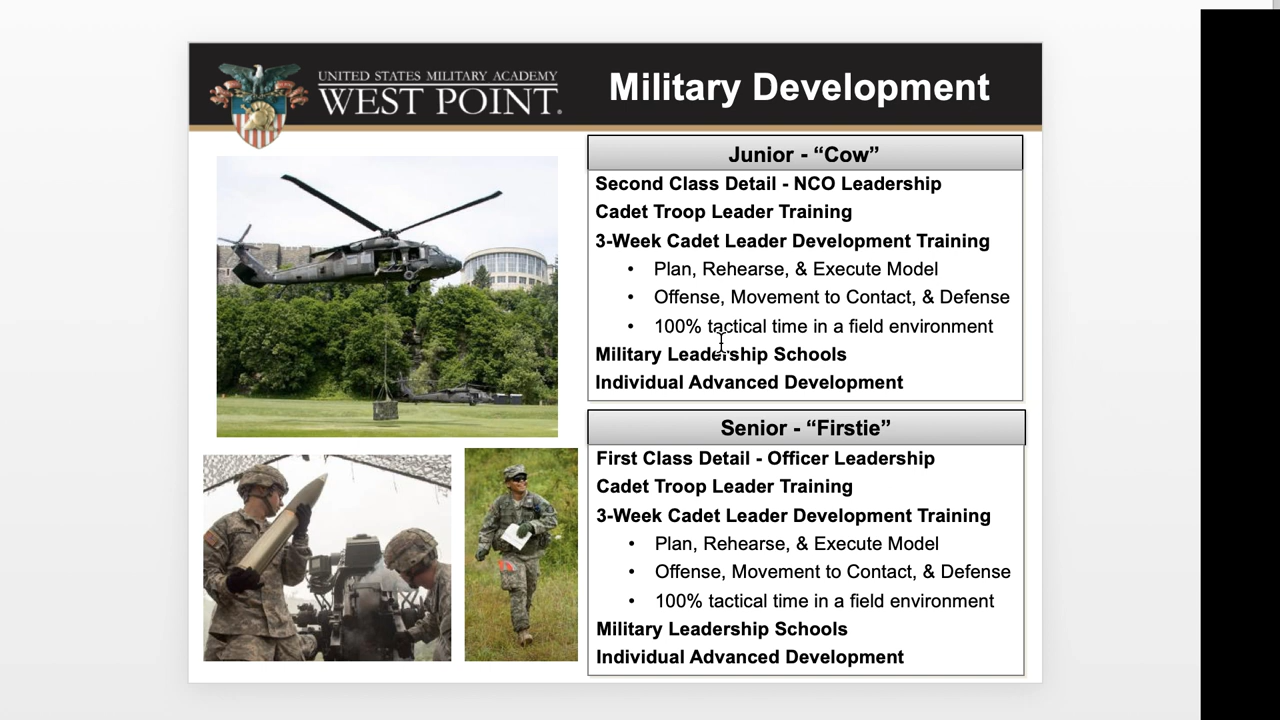 UNITED STATES MILITARY ACADEMY
WEST POINT.
Military Development
Junior - “Cow”
Second Class Detail - NCO Leadership
Cadet Troop Leader Training
3-Week Cadet Leader Development Training
• Plan, Rehearse, & Execute Model
• Offense, Movement to Contact, & Defense
• 100% tactical time in a field environment
Military Leadership Schools
Individual Advanced Development
Senior - “Firstie”
First Class Detail - Officer Leadership
Cadet Troop Leader Training
3-Week Cadet Leader Development Training
• Plan, Rehearse, & Execute Model
• Offense, Movement to Contact, & Defense
• 100% tactical time in a field environment
Military Leadership Schools
Individual Advanced Development